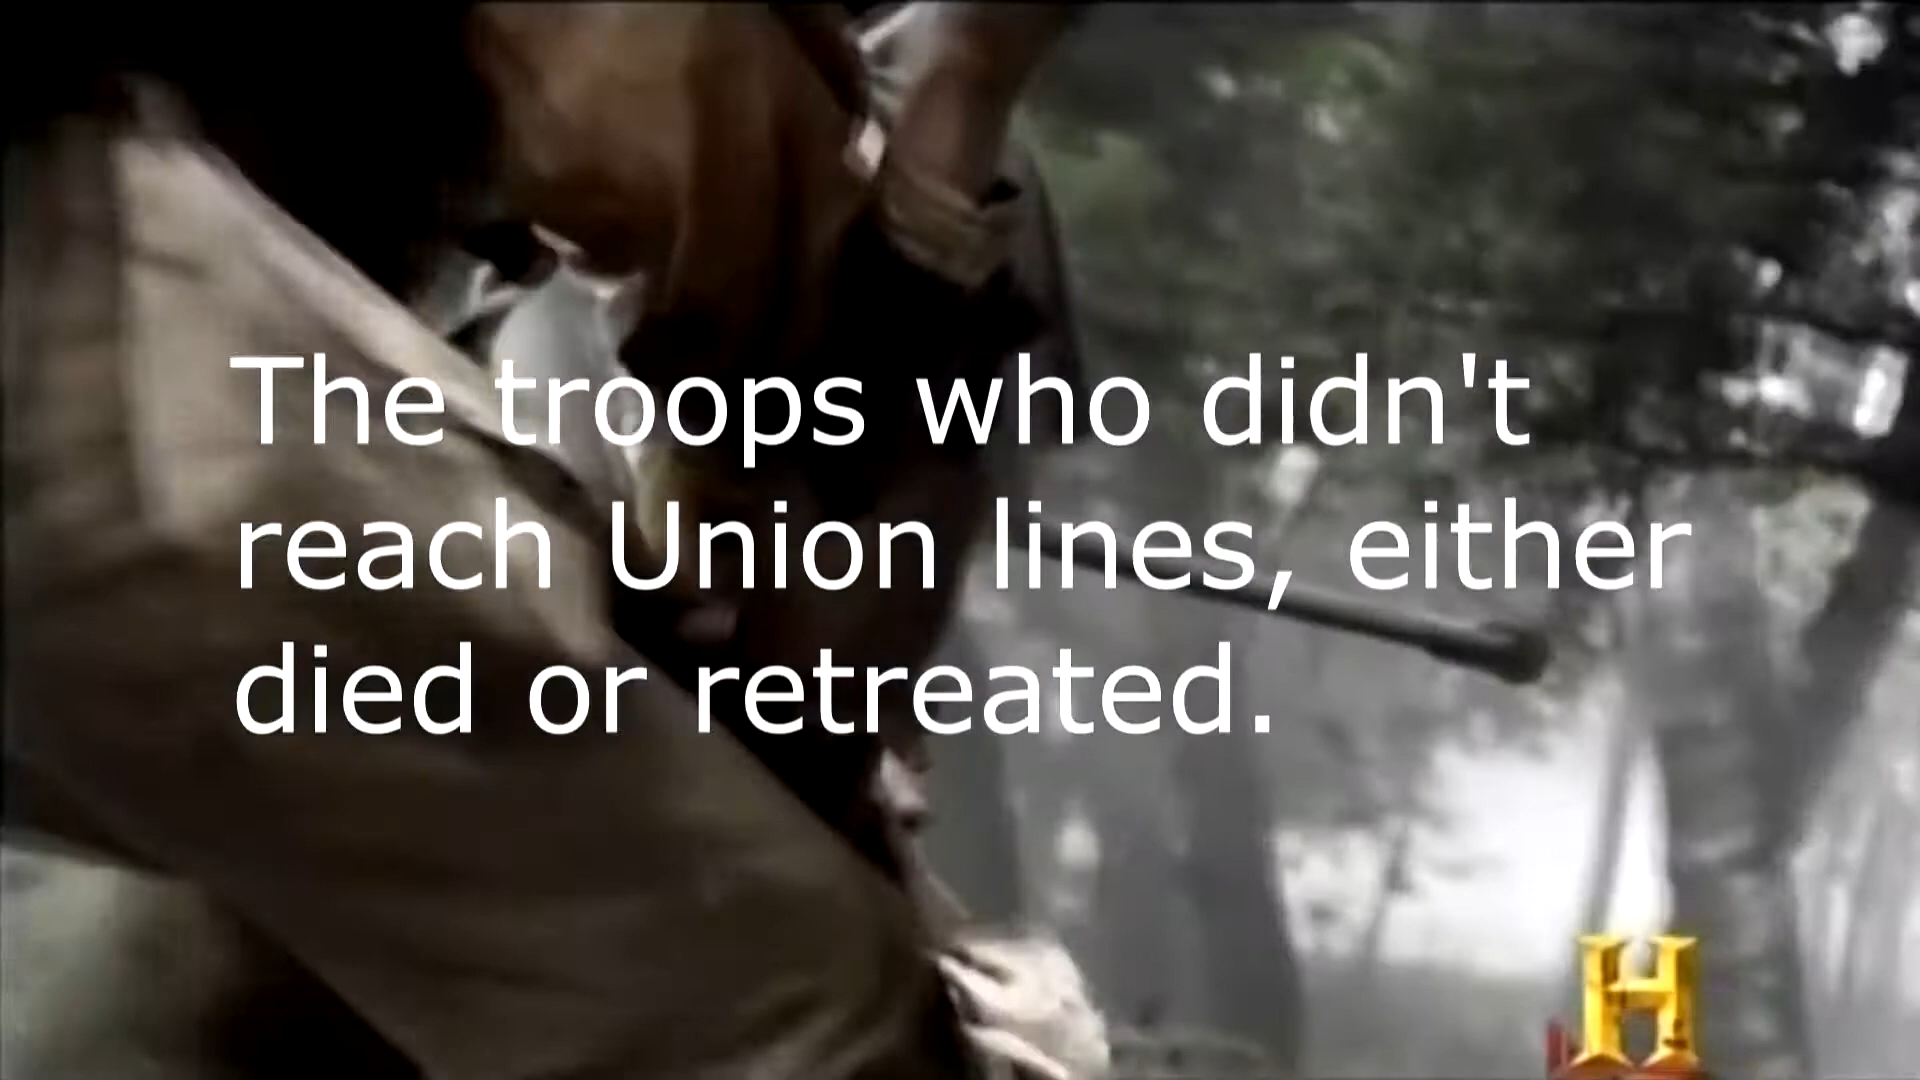 The troops who didn't
reach Union lines, either
died or retreated.
H